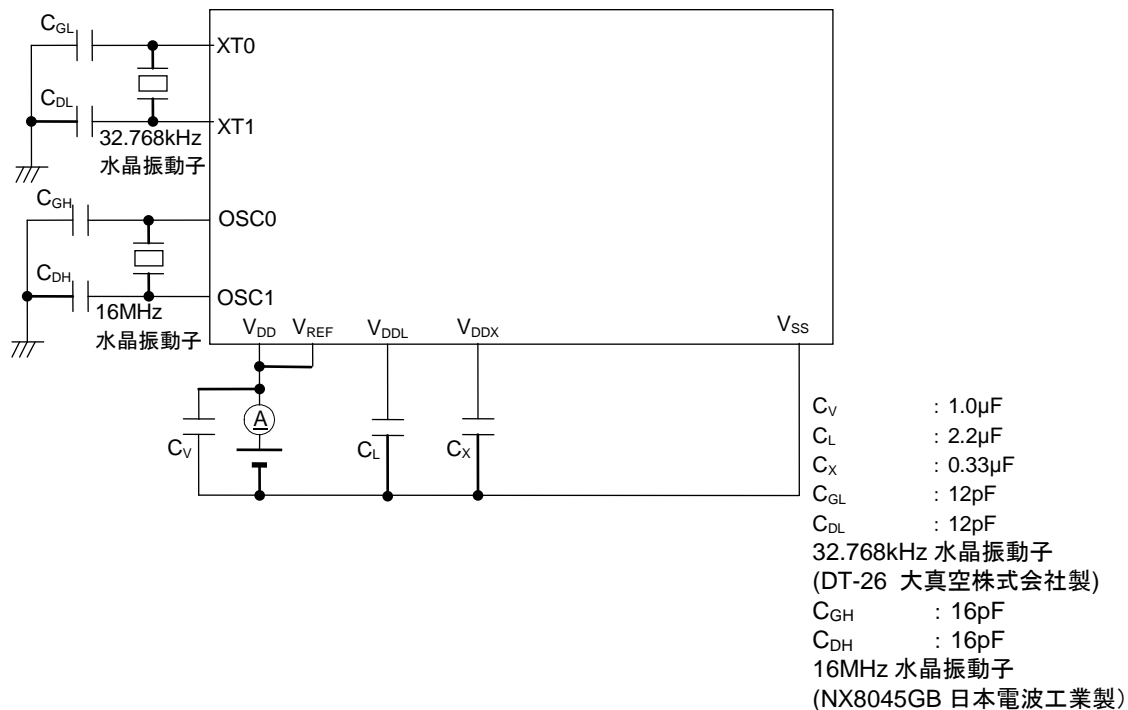 CGL
XT0
CDL
XT1
32.768kHz
水晶振動子
CGH
OSC0
CDH
OSC1
16MHz
水晶振動子
VDD VREF VDDL VDDX VSS
A
CV CL CX
CV : 1.0μF
CL : 2.2μF
CX : 0.33μF
CGL : 12pF
CDL : 12pF
32.768kHz 水晶振動子
(DT-26 大真空株式会社製)
CGH : 16pF
CDH : 16pF
16MHz 水晶振動子
(NX8045GB 日本電波工業製）